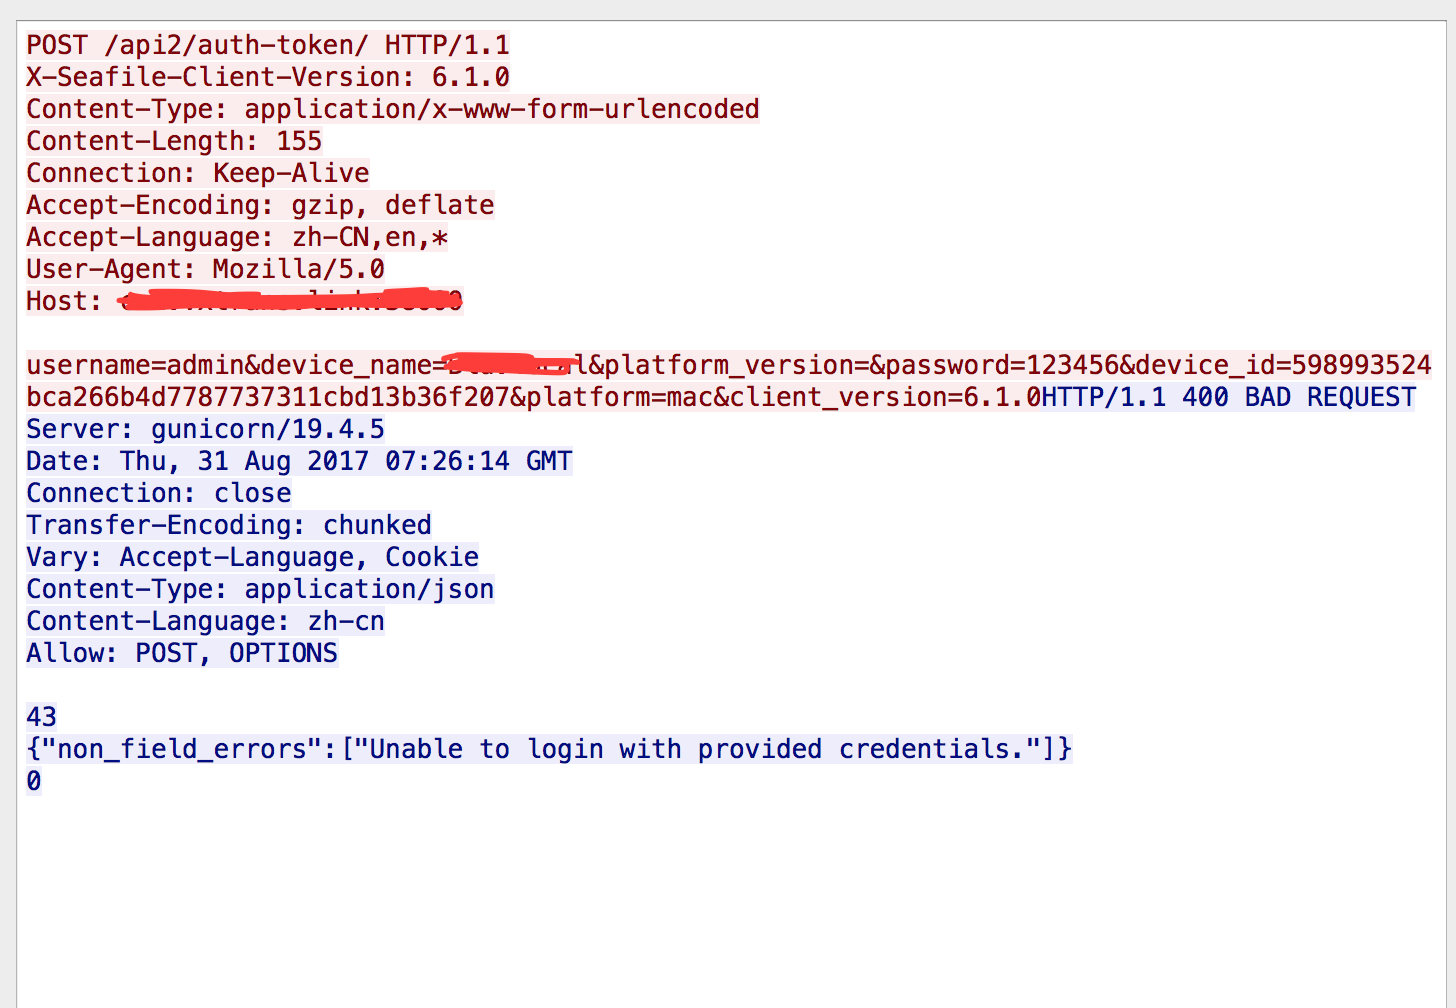 POST /api2/auth-token/ HTTP/1.1
X-Seafile-Client-Version: 6.1.0
Content-Type: application/x-www-form-urlencoded
Content-Length: 155
Connection: Keep-Alive
Accept-Encoding: gzip, deflate
Accept-Language: zh-CN,en,*
User-Agent: Mozilla/5.0
Host:
username=admin&device_name=l&platform_version=&password=123456&device_id=598993524
bca266b4d7787737311cbd13b36f207&platform=mac&client_version=6.1.0HTTP/1.1 400 BAD REQUEST
Server: gunicorn/19.4.5
Date: Thu, 31 Aug 2017 07:26:14 GMT
Connection: close
Transfer-Encoding: chunked
Vary: Accept-Language, Cookie
Content-Type: application/json
Content-Language: zh-cn
Allow: POST, OPTIONS
43
{"non_field_errors":["Unable to login with provided credentials."]}
0